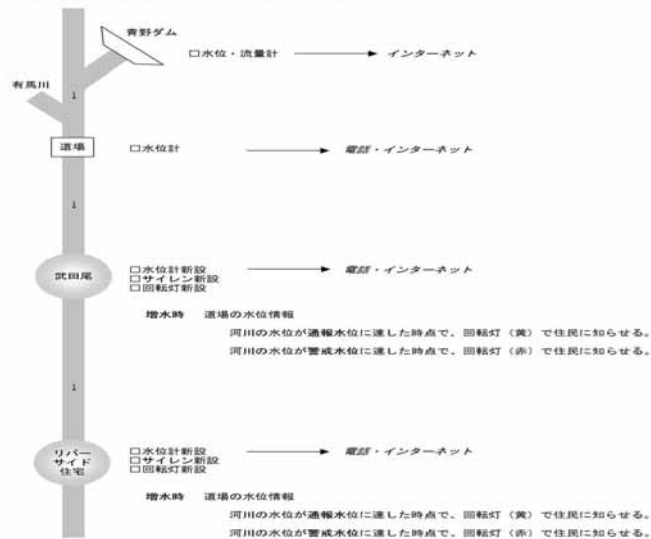 青野ダム
□水位・流量計 インターネット
有馬川
↓
道場 □水位計 電話・インターネット
↓
武田尾 □水位計新設 電話・インターネット
□サイレン新設
□回転灯新設
増水時 道場の水位情報
河川の水位が通報水位に達した時点で、回転灯（黄）で住民に知らせる。
河川の水位が警戒水位に達した時点で、回転灯（赤）で住民に知らせる。
↓
リバー
サイド
住宅
□水位計新設 電話・インターネット
□サイレン新設
□回転灯新設
増水時 道場の水位情報
河川の水位が通報水位に達した時点で、回転灯（黄）で住民に知らせる。
河川の水位が警戒水位に達した時点で、回転灯（赤）で住民に知らせる。